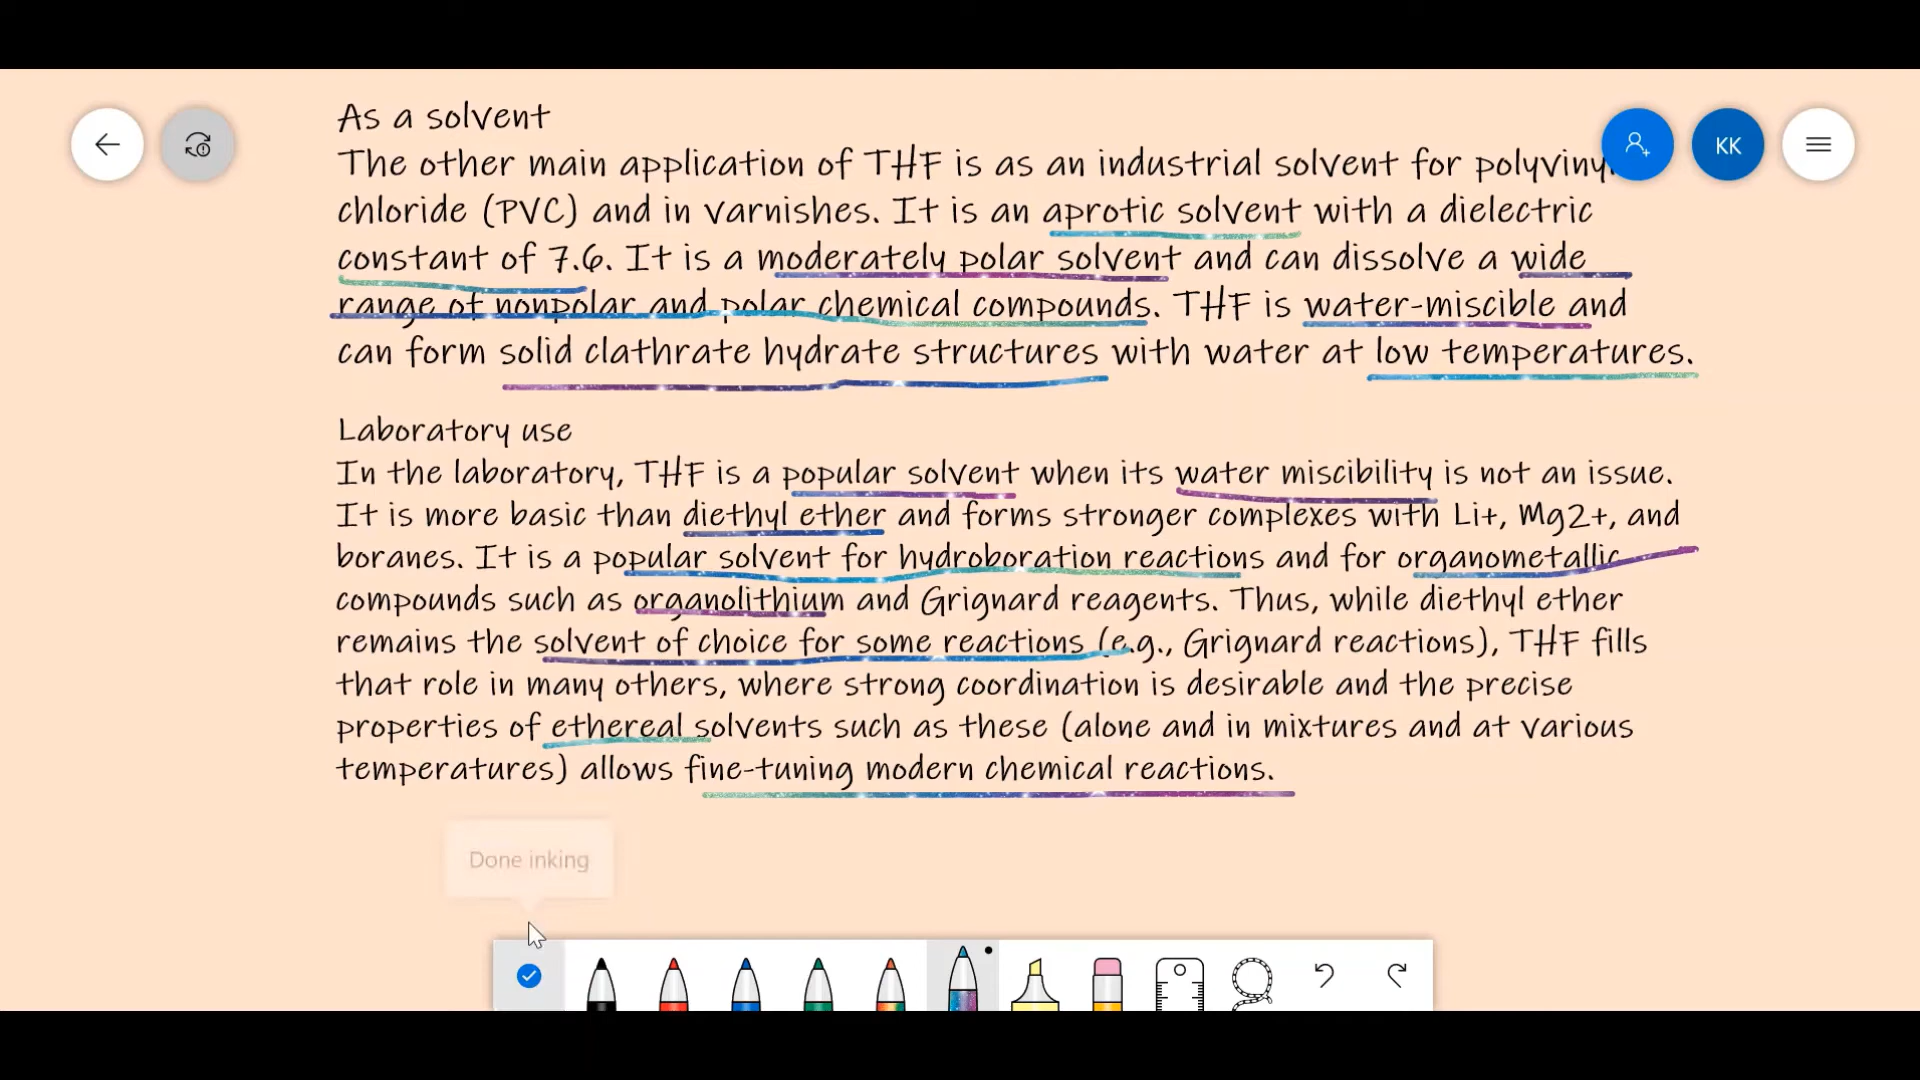 As a solvent
The other main application of THF is as an industrial solvent for polyvinyl
chloride (PVC) and in varnishes. It is an aprotic solvent with a dielectric
constant of 7.6. It is a moderately polar solvent and can dissolve a wide
range of nonpolar and polar chemical compounds. THF is water-miscible and
can form solid clathrate hydrate structures with water at low temperatures.
KK
Laboratory use
In the laboratory, THF is a popular solvent when its water miscibility is not an issue.
It is more basic than diethyl ether and forms stronger complexes with Li+, Mg2+, and
boranes. It is a popular solvent for hydroboration reactions and for organometallic
compounds such as organolithium and Grignard reagents. Thus, while diethyl ether
remains the solvent of choice for some reactions (e.g., Grignard reactions), THF fills
that role in many others, where strong coordination is desirable and the precise
properties of ethereal solvents such as these (alone and in mixtures and at various
temperatures) allows fine-tuning modern chemical reactions.
Done inking